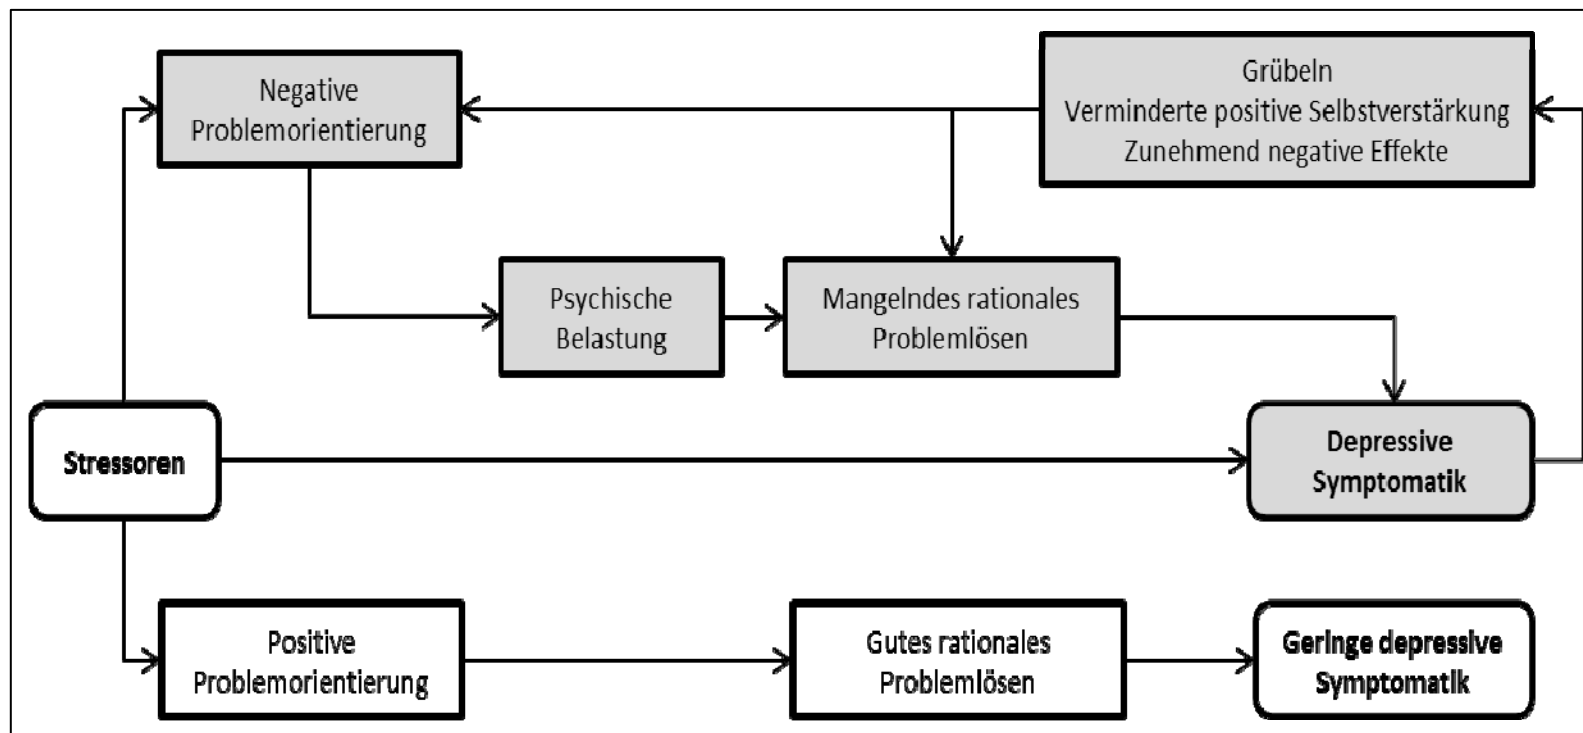 Negative
Problemorientierung
Grübeln
Verminderte positive Selbstverstärkung
Zunehmend negative Effekte
Psychische
Belastung
Mangelndes rationales
Problemlösen
Stressoren
Depressive
Symptomatik
Positive
Problemorientierung
Gutes rationales
Problemlösen
Geringe depressive
Symptomatik